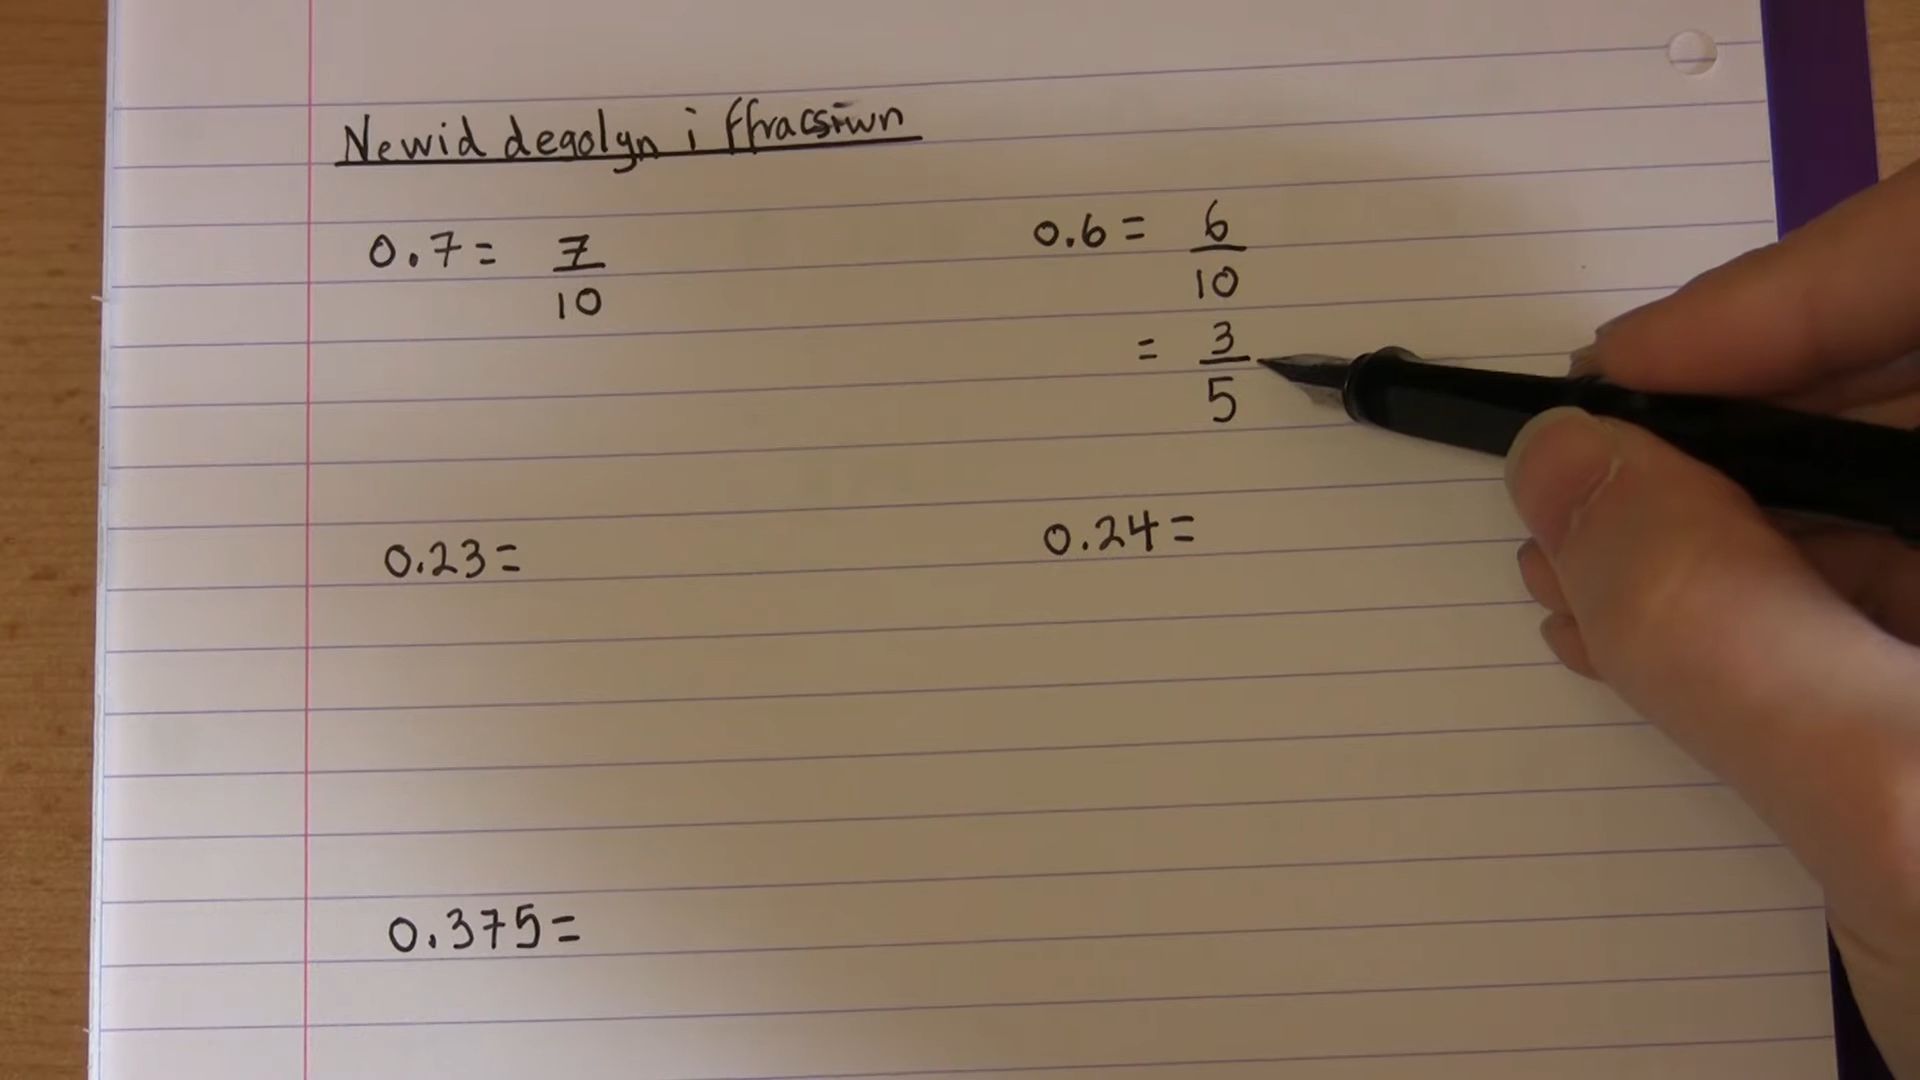 Newid degolyn i ffracsiwn
0.7 = 7/10
0.6 = 6/10
= 3/5
0.23 =
0.24 =
0.375 =